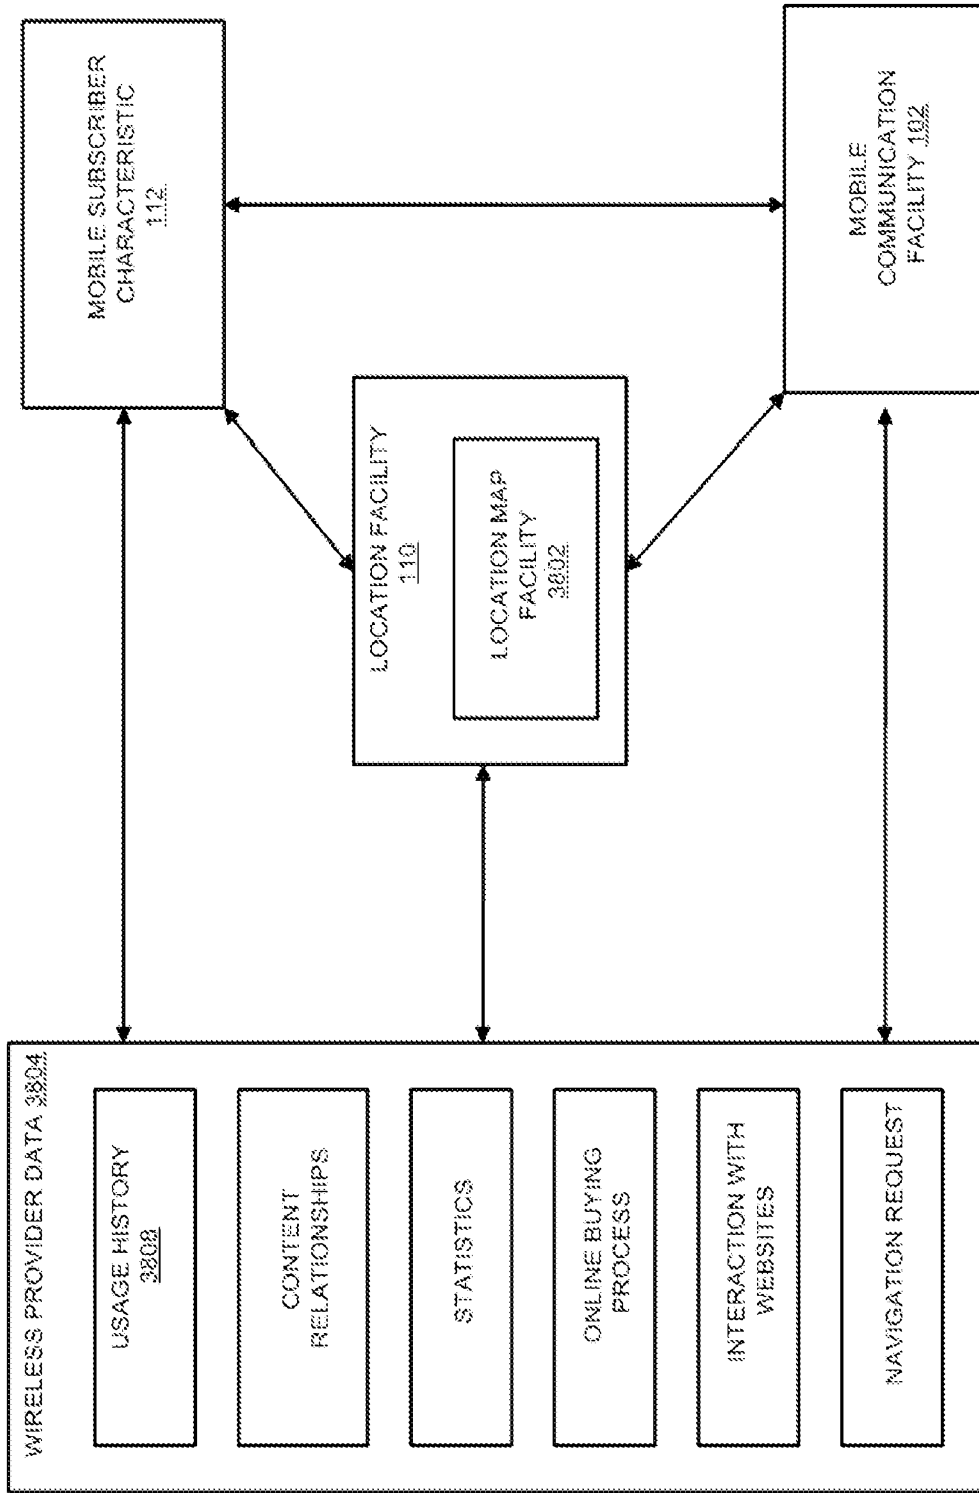 WIRELESS PROVIDER DATA 3804
USAGE HISTORY
3808
CONTENT
RELATIONSHIPS
STATISTICS
ONLINE BUYING
PROCESS
INTERACTION WITH
WEBSITES
NAVIGATION REQUEST
LOCATION FACILITY
110
LOCATION MAP
FACILITY
3802
MOBILE SUBSCRIBER
CHARACTERISTIC
112
MOBILE
COMMUNICATION
FACILITY 102